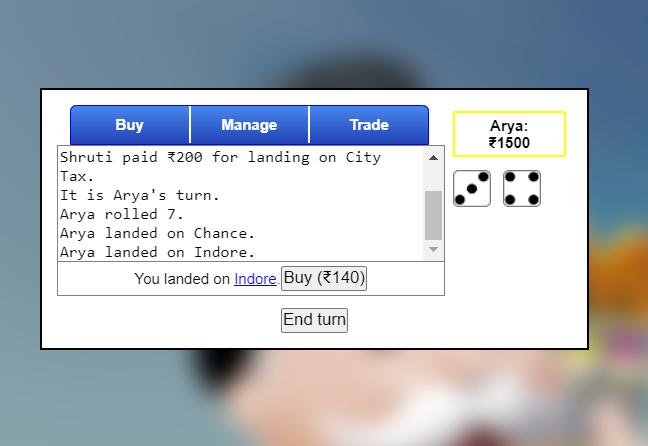 Buy Manage Trade
Arya:
₹1500
Shruti paid ₹200 for landing on City
Tax.
It is Arya's turn.
Arya rolled 7.
Arya landed on Chance.
Arya landed on Indore.
You landed on Indore. Buy (₹140)
End turn